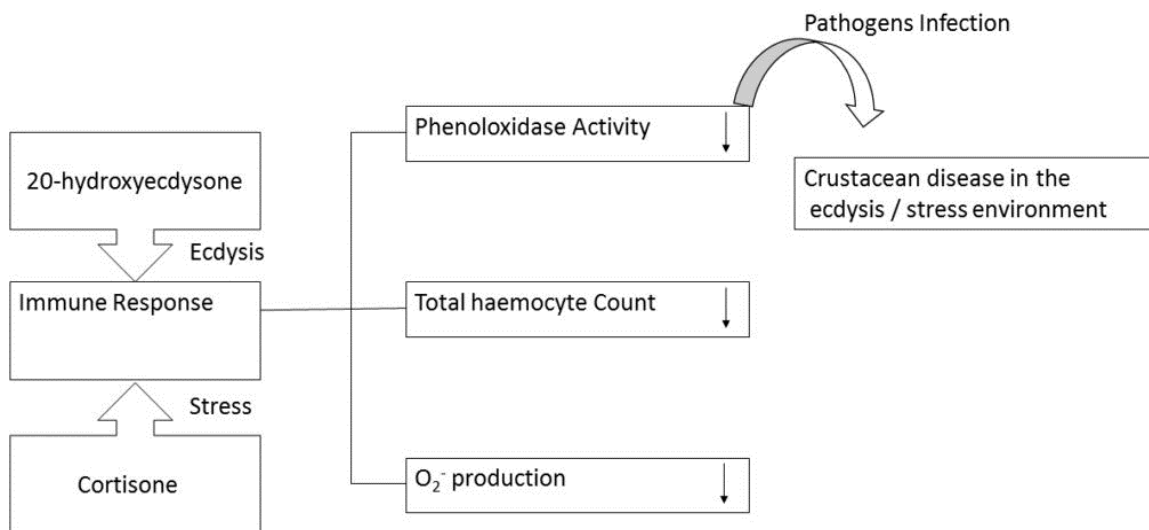 Pathogens Infection
Phenoloxidase Activity
20-hydroxyecdysone
Crustacean disease in the
ecdysis / stress environment
Ecdysis
Immune Response
Total haemocyte Count
Stress
Cortisone
O₂⁻ production